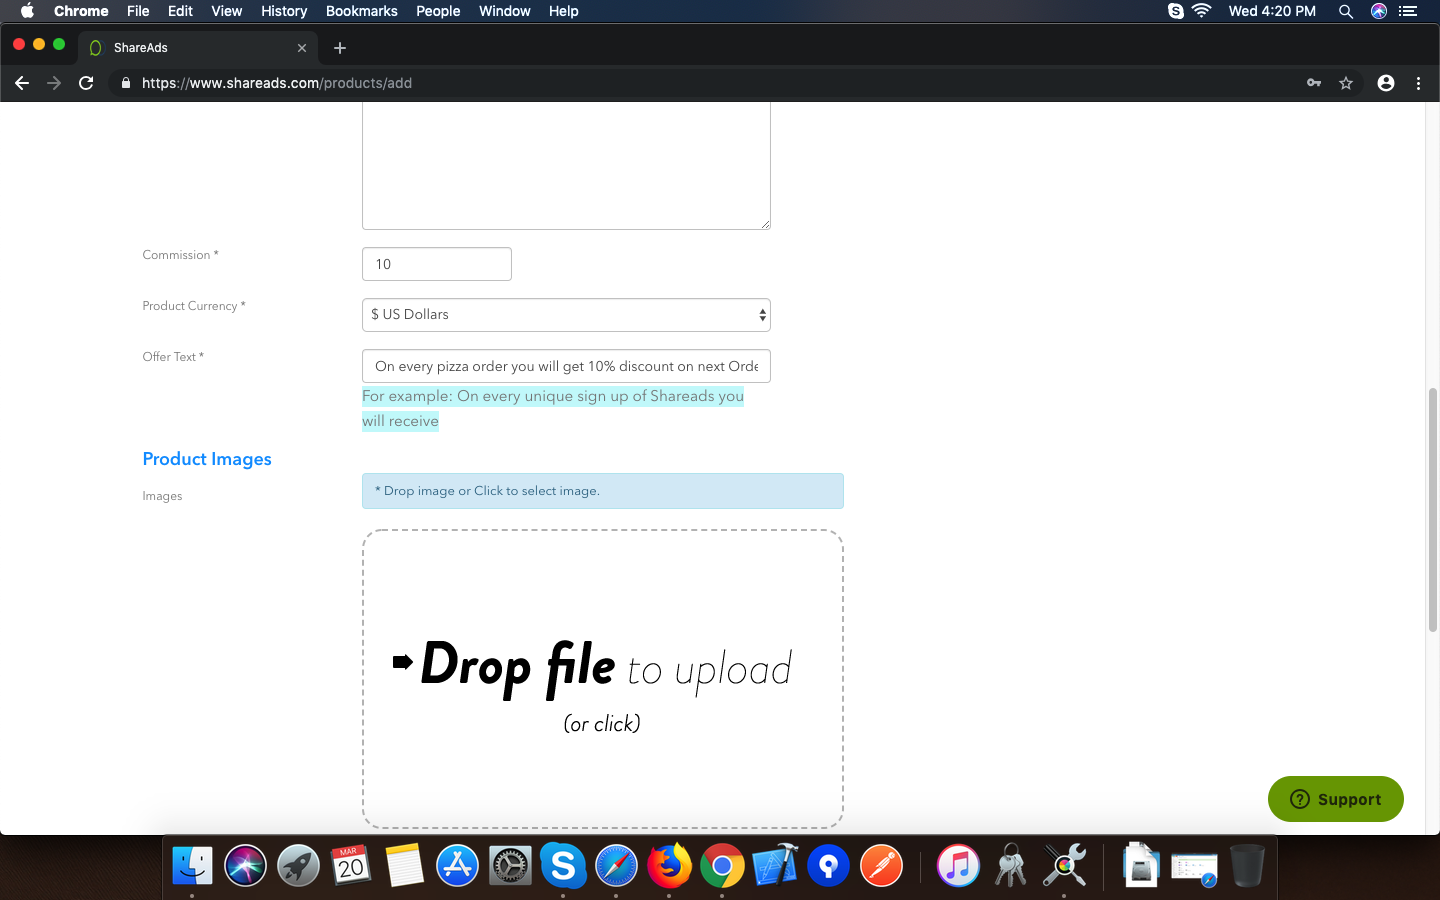 Chrome File Edit View History Bookmarks People Window Help Wed 4:20 PM
ShareAds
https://www.shareads.com/products/add
Commission *
10
Product Currency *
$ US Dollars
Offer Text *
On every pizza order you will get 10% discount on next Orde
For example: On every unique sign up of Shareads you
will receive
Product Images
Images
* Drop image or Click to select image.
Drop file to upload
(or click)
Support
MAR
20